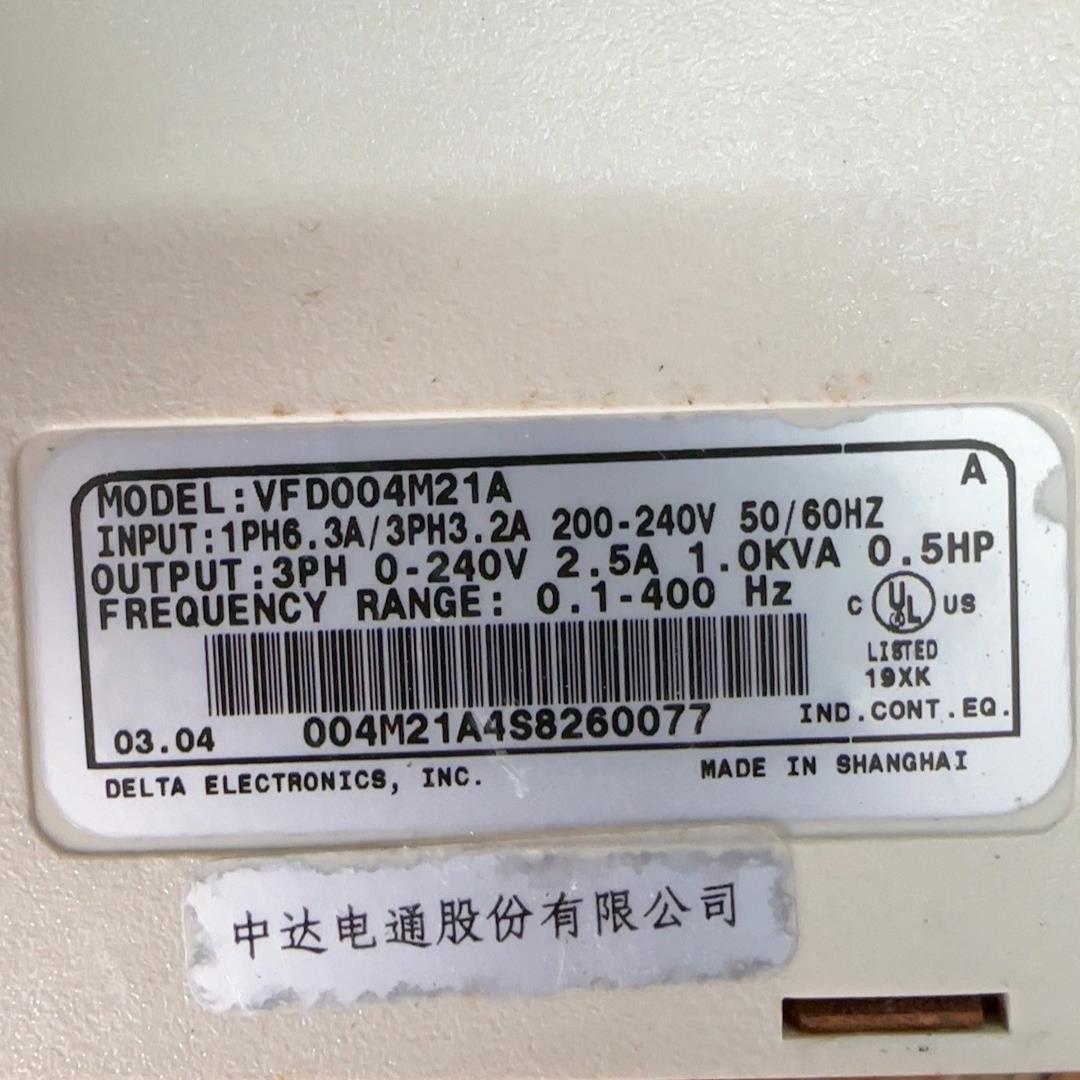 A
MODEL:VFD004M21A
INPUT:1PH6.3A/3PH3.2A 200-240V 50/60HZ
OUTPUT:3PH 0-240V 2.5A 1.0KVA 0.5HP
FREQUENCY RANGE: 0.1-400 Hz
C UL US
LISTED
19XK
IND.CONT.EQ.
03.04 004M21A4S8260077
DELTA ELECTRONICS, INC. MADE IN SHANGHAI
中达电通股份有限公司